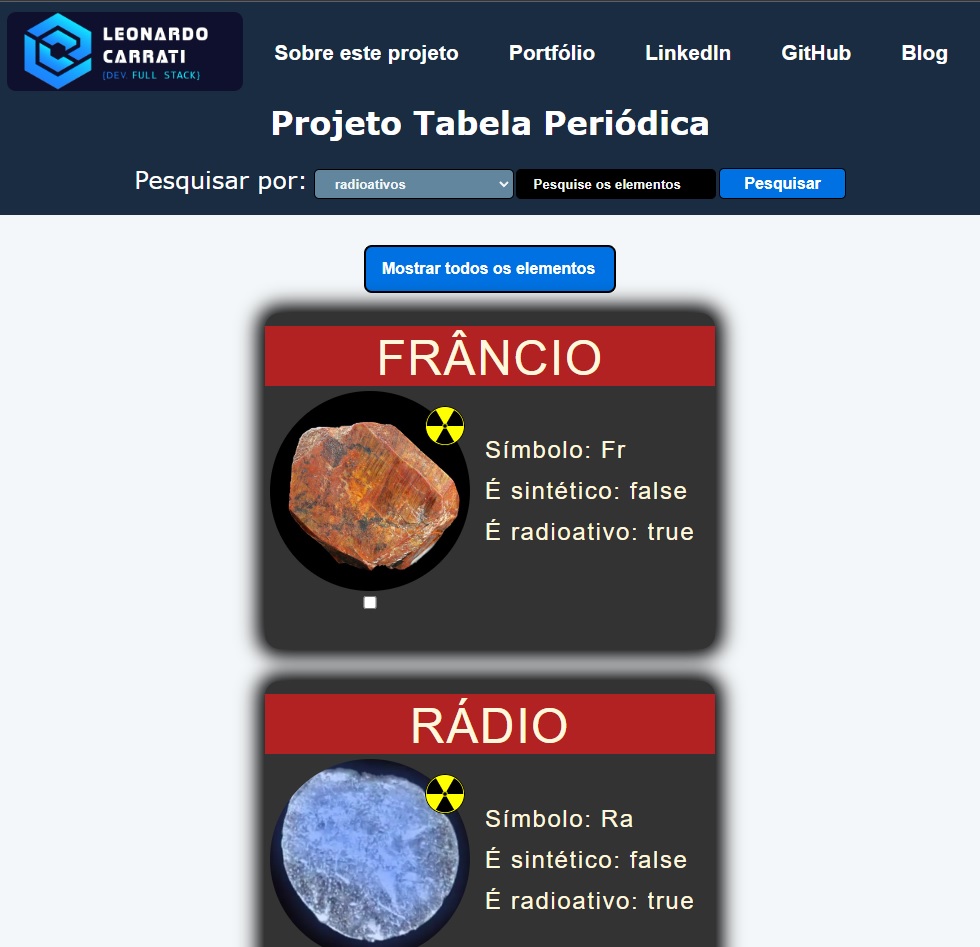 LEONARDO
CARRATI
{DEV. FULL STACK}
Sobre este projeto Portfólio LinkedIn GitHub Blog
Projeto Tabela Periódica
Pesquisar por: radioativos Pesquise os elementos Pesquisar
Mostrar todos os elementos
FRÂNCIO
Símbolo: Fr
É sintético: false
É radioativo: true
RÁDIO
Símbolo: Ra
É sintético: false
É radioativo: true